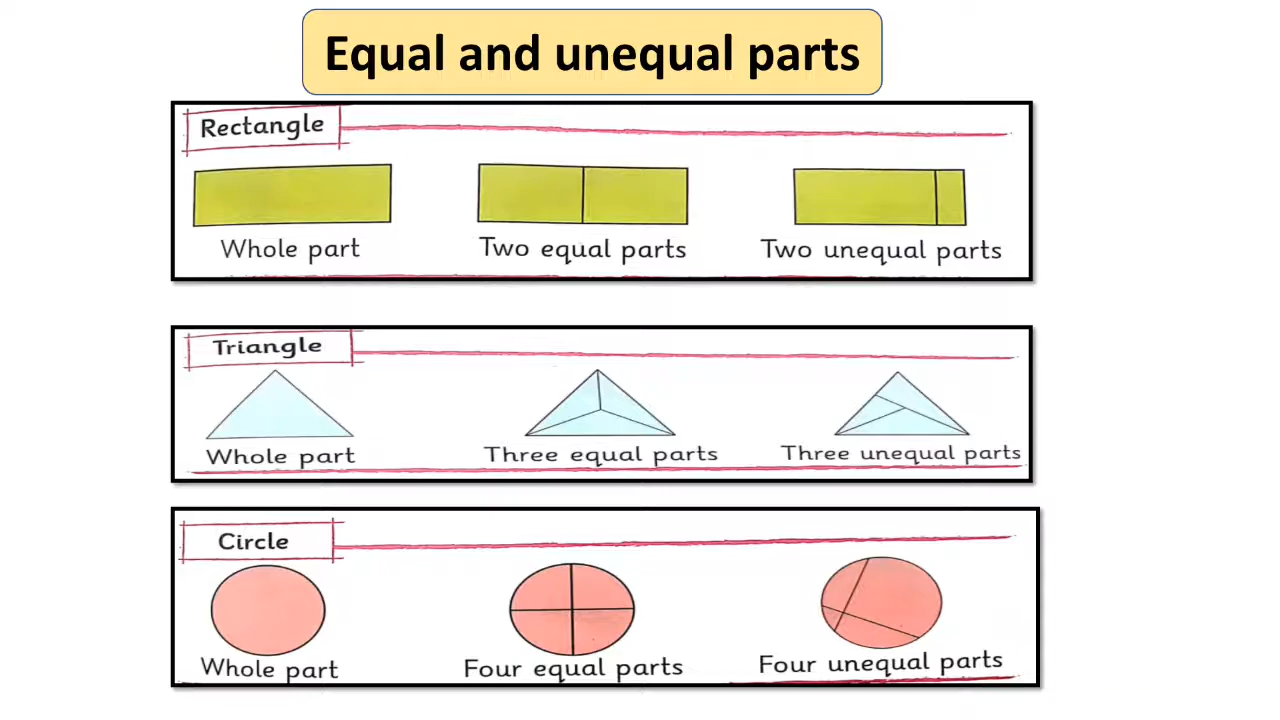 Equal and unequal parts
Rectangle
Whole part
Two equal parts
Two unequal parts
Triangle
Whole part
Three equal parts
Three unequal parts
Circle
Whole part
Four equal parts
Four unequal parts